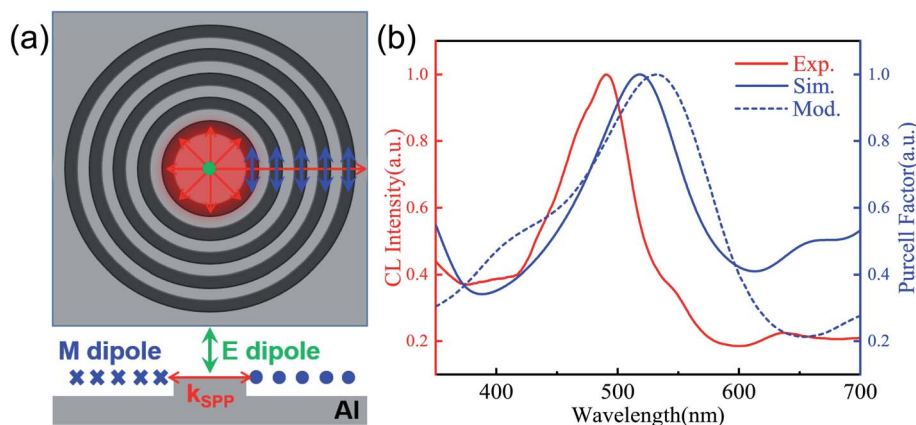 (a)
M dipole
E dipole
kSPP
Al
(b)
Exp.
Sim.
Mod.
CL Intensity(a.u.)
1.0
0.8
0.6
0.4
0.2
Purcell Factor(a.u.)
1.0
0.8
0.6
0.4
0.2
400
500
600
700
Wavelength(nm)